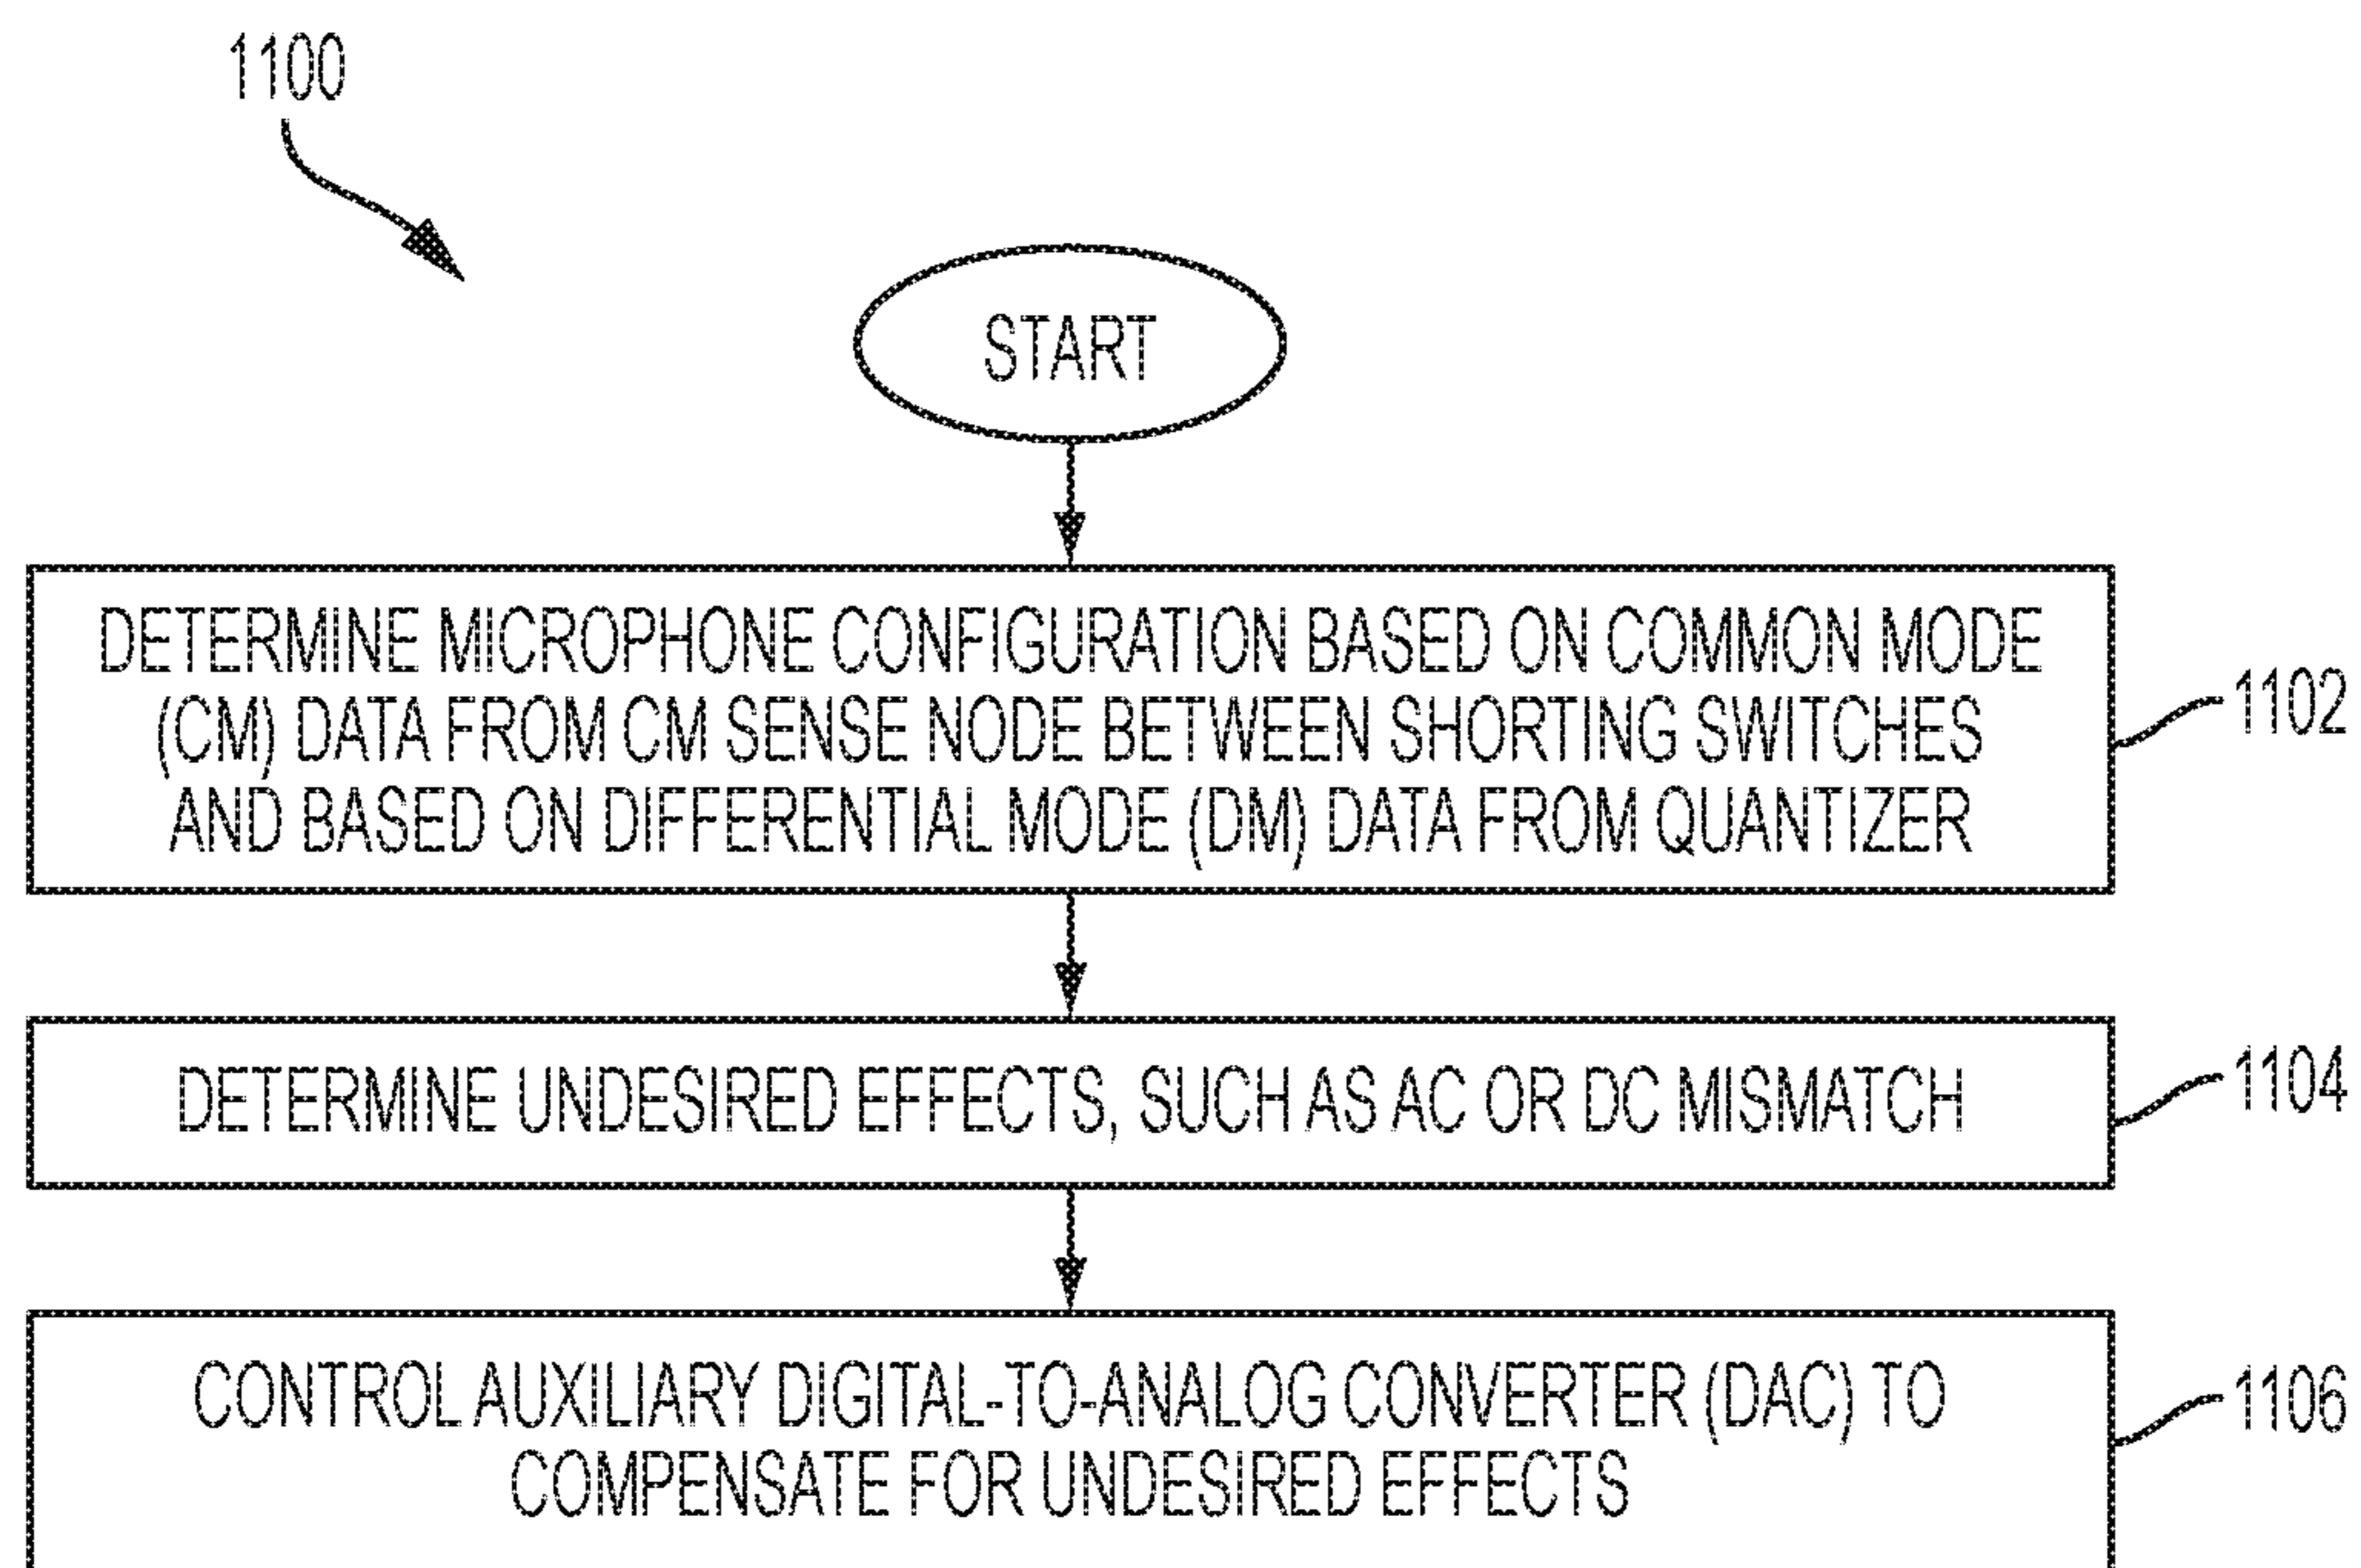 1100
START
DETERMINE MICROPHONE CONFIGURATION BASED ON COMMON MODE
(CM) DATA FROM CM SENSE NODE BETWEEN SHORTING SWITCHES
AND BASED ON DIFFERENTIAL MODE (DM) DATA FROM QUANTIZER
1102
DETERMINE UNDESIRED EFFECTS, SUCH AS AC OR DC MISMATCH
1104
CONTROL AUXILIARY DIGITAL-TO-ANALOG CONVERTER (DAC) TO
COMPENSATE FOR UNDESIRED EFFECTS
1106